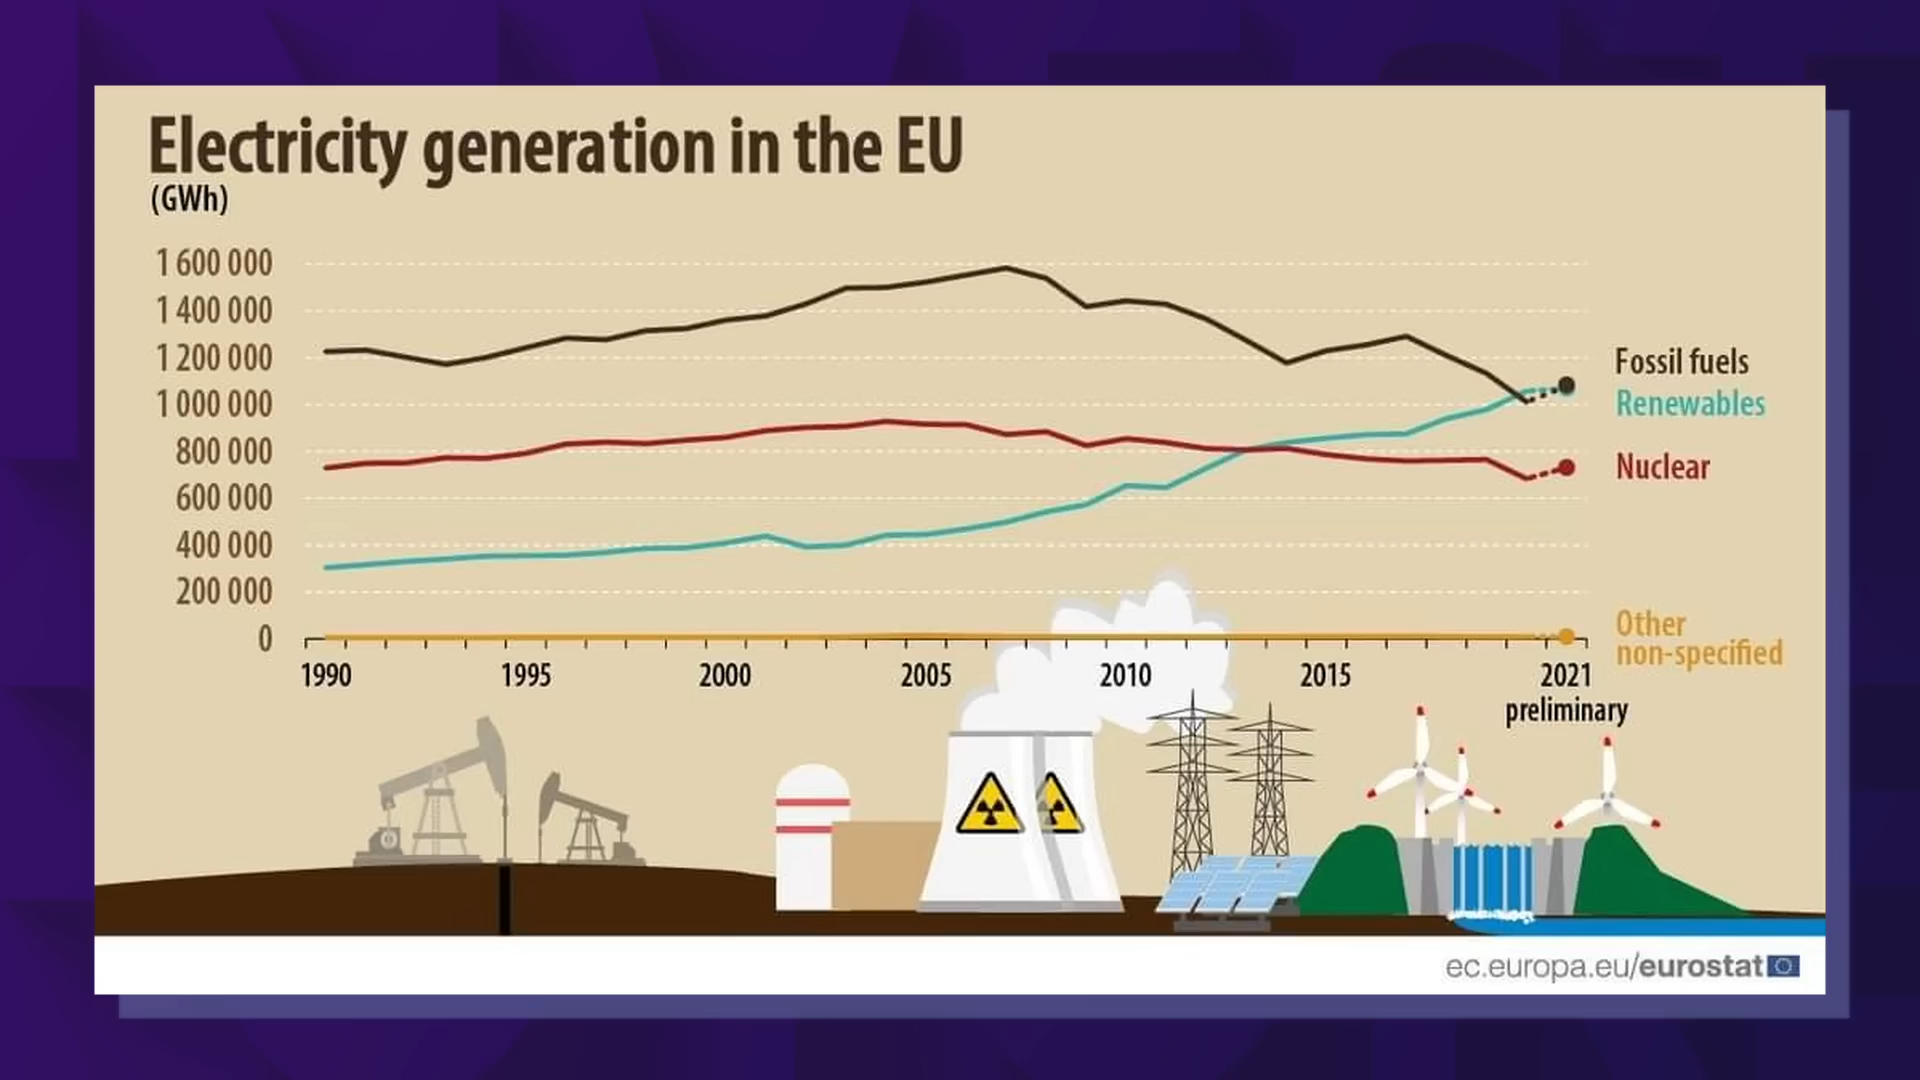 Electricity generation in the EU
(GWh)
1 600 000
1 400 000
1 200 000
1 000 000
800 000
600 000
400 000
200 000
0
Fossil fuels
Renewables
Nuclear
Other
non-specified
1990 1995 2000 2005 2010 2015 2021
preliminary
ec.europa.eu/eurostat